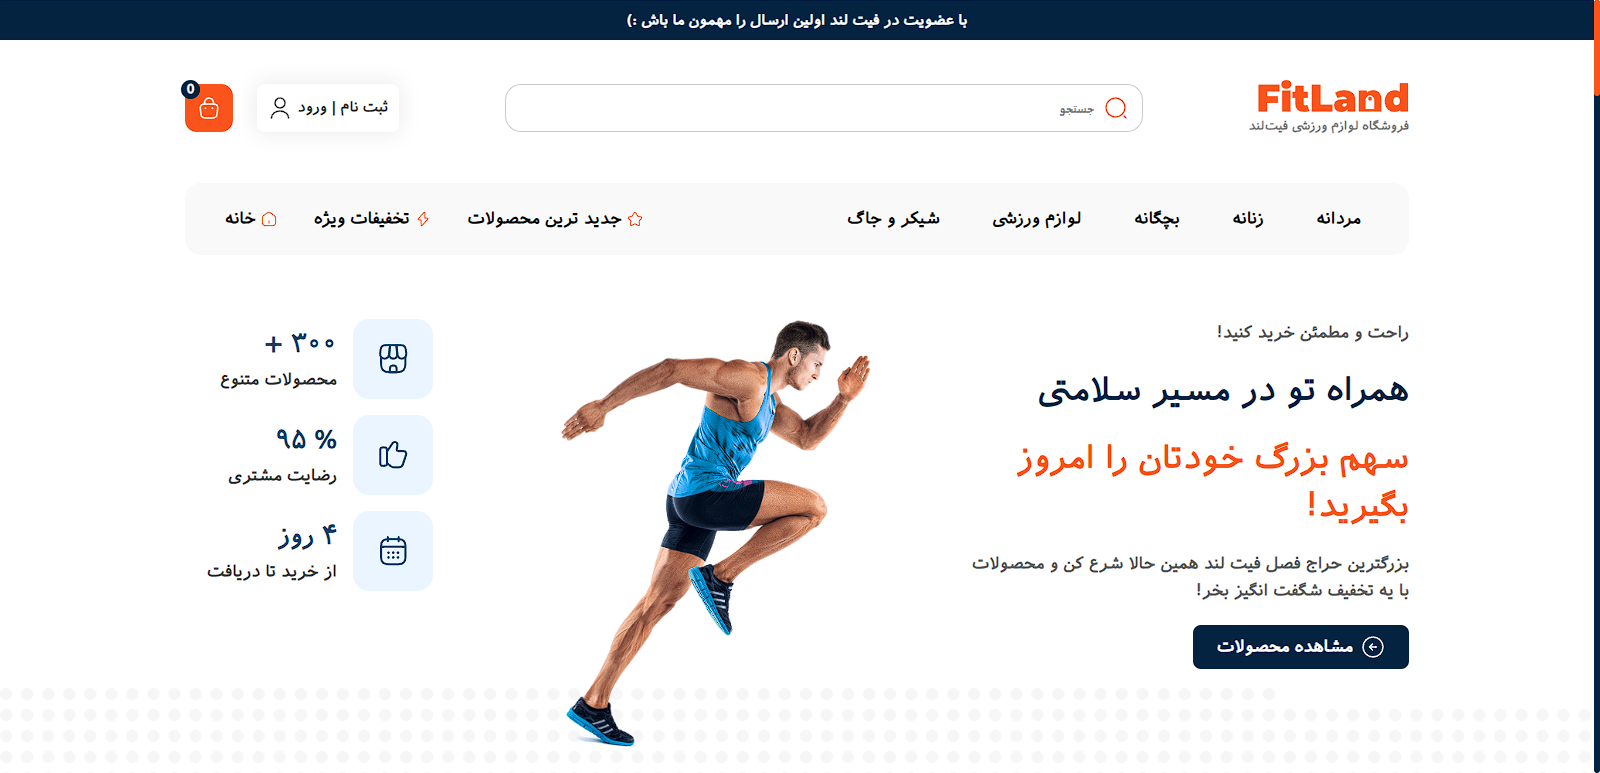 با عضویت در فیت لند اولین ارسال را مهمون ما باش :)
FitLand
فروشگاه لوازم ورزشی فیت‌لند
جستجو
ثبت نام | ورود
0
مردانه
زنانه
بچگانه
لوازم ورزشی
شیکر و جاگ
جدید ترین محصولات
تخفیفات ویژه
خانه
راحت و مطمئن خرید کنید!
همراه تو در مسیر سلامتی
سهم بزرگ خودتان را امروز
بگیرید!
بزرگترین حراج فصل فیت لند همین حالا شرع کن و محصولات
با یه تخفیف شگفت انگیز بخر!
مشاهده محصولات
۳۰۰ +
محصولات متنوع
% ۹۵
رضایت مشتری
۴ روز
از خرید تا دریافت